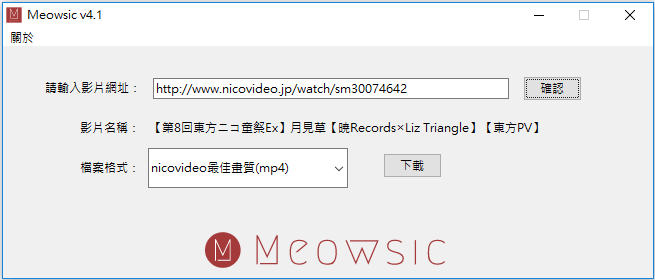 Meowsic v4.1
關於
請輸入影片網址： http://www.nicovideo.jp/watch/sm30074642 確認
影片名稱： 【第8回東方ニコ童祭Ex】月見草【暁Records×Liz Triangle】【東方PV】
檔案格式： nicovideo最佳畫質(mp4) 下載
Meowsic